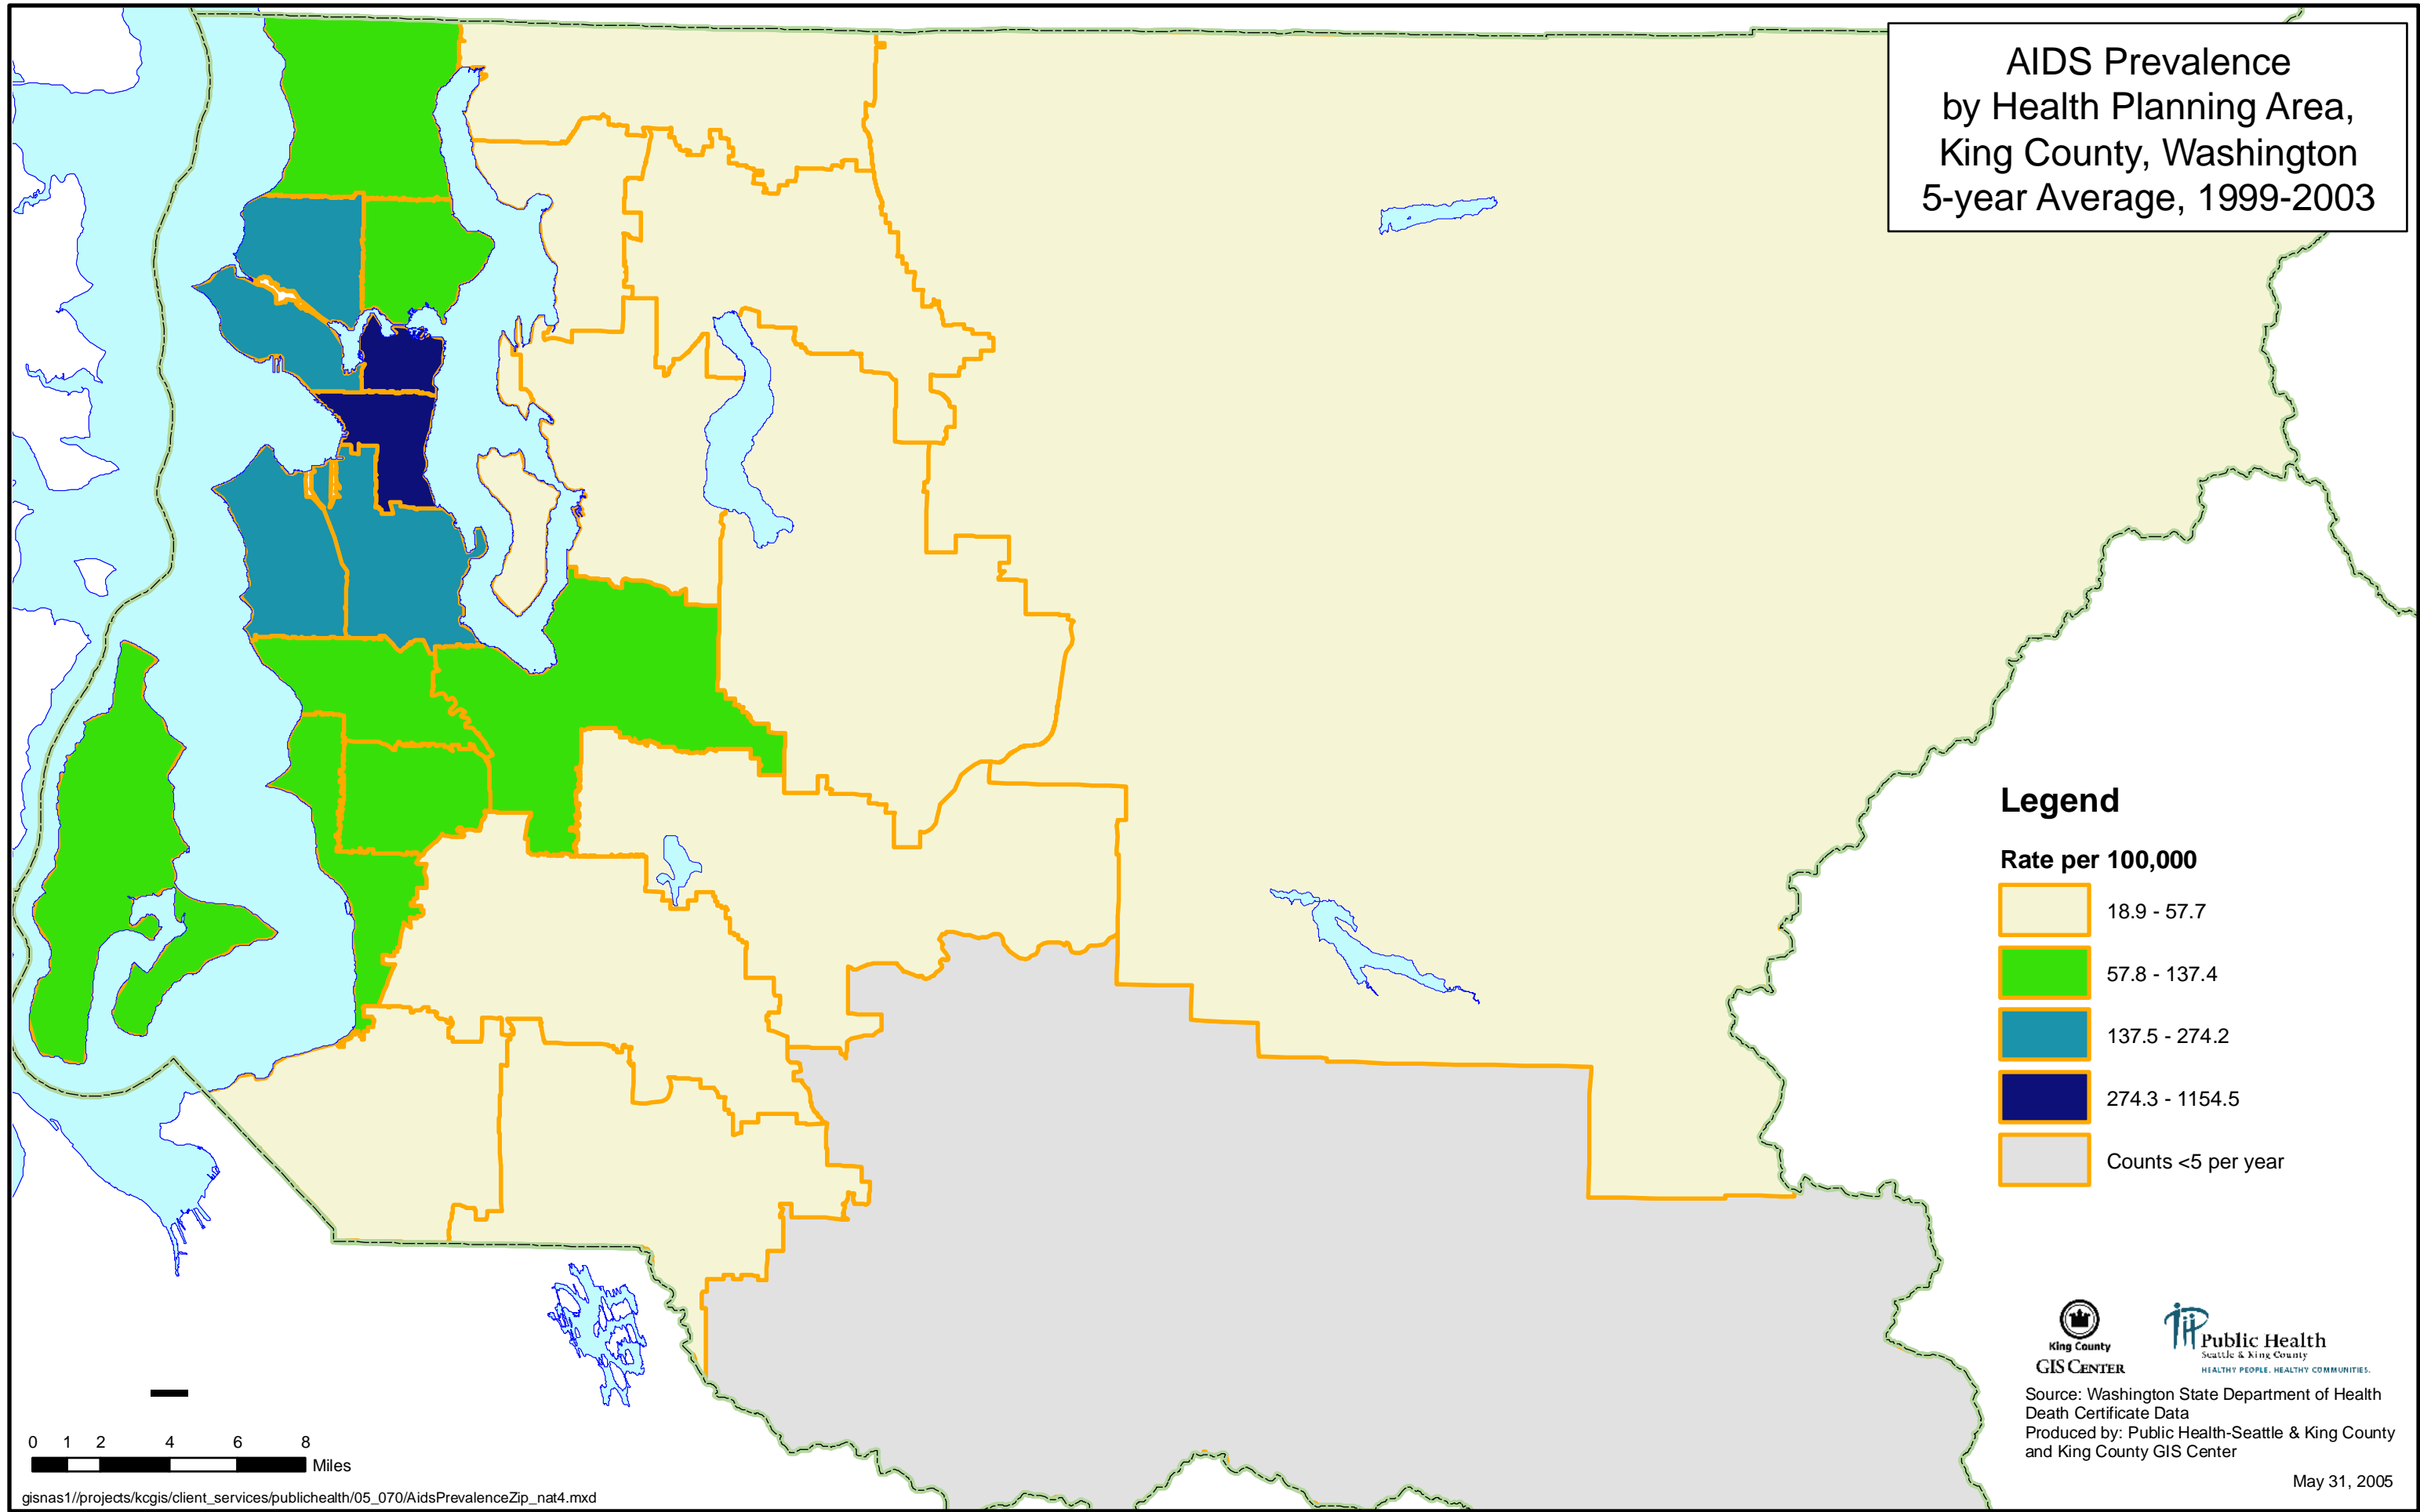 AIDS Prevalence
by Health Planning Area,
King County, Washington
5-year Average, 1999-2003
Legend
Rate per 100,000
18.9 - 57.7
57.8 - 137.4
137.5 - 274.2
274.3 - 1154.5
Counts <5 per year
King County
GIS CENTER
Public Health
Seattle & King County
HEALTHY PEOPLE. HEALTHY COMMUNITIES.
Source: Washington State Department of Health
Death Certificate Data
Produced by: Public Health-Seattle & King County
and King County GIS Center
May 31, 2005
0 1 2 4 6 8
Miles
gisnas1//projects/kcgis/client_services/publichealth/05_070/AidsPrevalenceZip_nat4.mxd